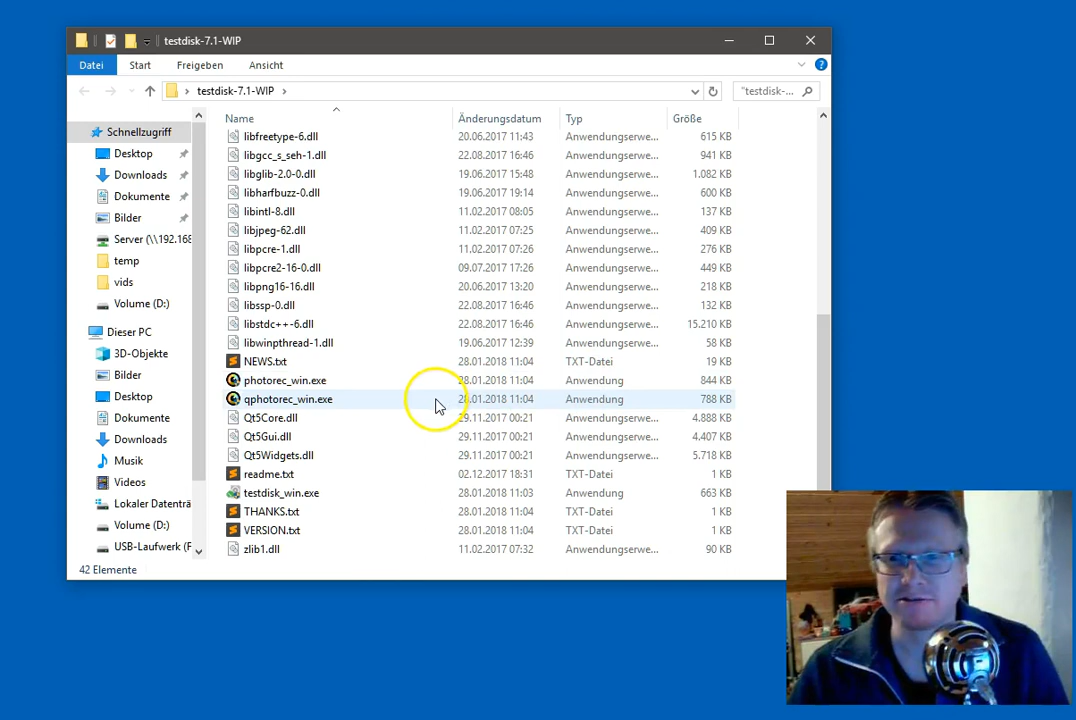 testdisk-7.1-WIP
Datei Start Freigeben Ansicht
testdisk-7.1-WIP "testdisk-...
Name Änderungsdatum Typ Größe
Schnellzugriff
Desktop
Downloads
Dokumente
Bilder
Server (\\192.168
temp
vids
Volume (D:)
Dieser PC
3D-Objekte
Bilder
Desktop
Dokumente
Downloads
Musik
Videos
Lokaler Datenträ
Volume (D:)
USB-Laufwerk (F
libfreetype-6.dll 20.06.2017 11:43 Anwendungserwe... 615 KB
libgcc_s_seh-1.dll 22.08.2017 16:46 Anwendungserwe... 941 KB
libglib-2.0-0.dll 19.06.2017 15:48 Anwendungserwe... 1.082 KB
libharfbuzz-0.dll 19.06.2017 19:14 Anwendungserwe... 600 KB
libintl-8.dll 11.02.2017 08:05 Anwendungserwe... 137 KB
libjpeg-62.dll 11.02.2017 07:25 Anwendungserwe... 409 KB
libpcre-1.dll 11.02.2017 07:26 Anwendungserwe... 276 KB
libpcre2-16-0.dll 09.07.2017 17:26 Anwendungserwe... 449 KB
libpng16-16.dll 20.06.2017 13:20 Anwendungserwe... 218 KB
libssp-0.dll 22.08.2017 16:46 Anwendungserwe... 132 KB
libstdc++-6.dll 22.08.2017 16:46 Anwendungserwe... 15.210 KB
libwinpthread-1.dll 19.06.2017 12:39 Anwendungserwe... 58 KB
NEWS.txt 28.01.2018 11:04 TXT-Datei 19 KB
photorec_win.exe 28.01.2018 11:04 Anwendung 844 KB
qphotorec_win.exe 28.01.2018 11:04 Anwendung 788 KB
Qt5Core.dll 29.11.2017 00:21 Anwendungserwe... 4.888 KB
Qt5Gui.dll 29.11.2017 00:21 Anwendungserwe... 4.407 KB
Qt5Widgets.dll 29.11.2017 00:21 Anwendungserwe... 5.718 KB
readme.txt 02.12.2017 18:31 TXT-Datei 1 KB
testdisk_win.exe 28.01.2018 11:03 Anwendung 663 KB
THANKS.txt 28.01.2018 11:04 TXT-Datei 1 KB
VERSION.txt 28.01.2018 11:04 TXT-Datei 1 KB
zlib1.dll 11.02.2017 07:32 Anwendungserwe... 90 KB
42 Elemente